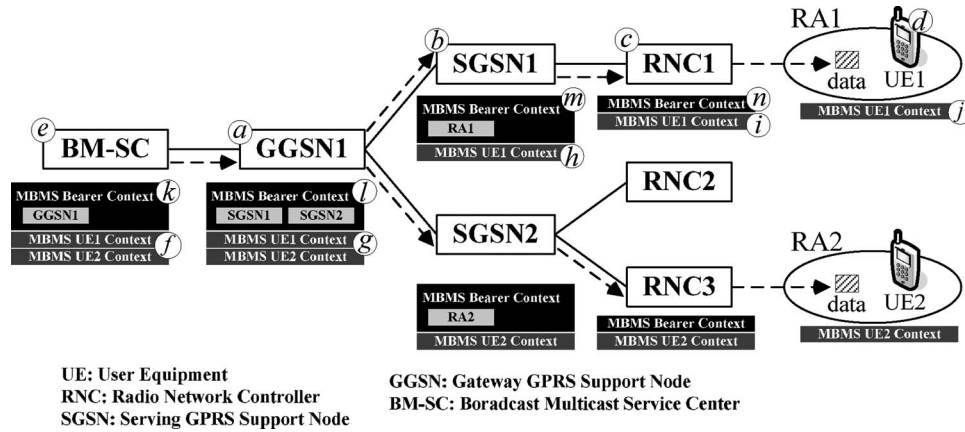 RA1
d
b
c
SGSN1
RNC1
data
UE1
m
n
MBMS Bearer Context
MBMS Bearer Context
MBMS UE1 Context
j
RA1
MBMS UE1 Context
i
MBMS UE1 Context
h
e
a
BM-SC
GGSN1
MBMS Bearer Context
k
MBMS Bearer Context
l
GGSN1
SGSN1
SGSN2
MBMS UE1 Context
f
MBMS UE1 Context
g
MBMS UE2 Context
MBMS UE2 Context
RNC2
SGSN2
RA2
RNC3
data
UE2
MBMS Bearer Context
RA2
MBMS UE2 Context
MBMS Bearer Context
MBMS UE2 Context
MBMS UE2 Context
UE: User Equipment
RNC: Radio Network Controller
SGSN: Serving GPRS Support Node
GGSN: Gateway GPRS Support Node
BM-SC: Boradcast Multicast Service Center